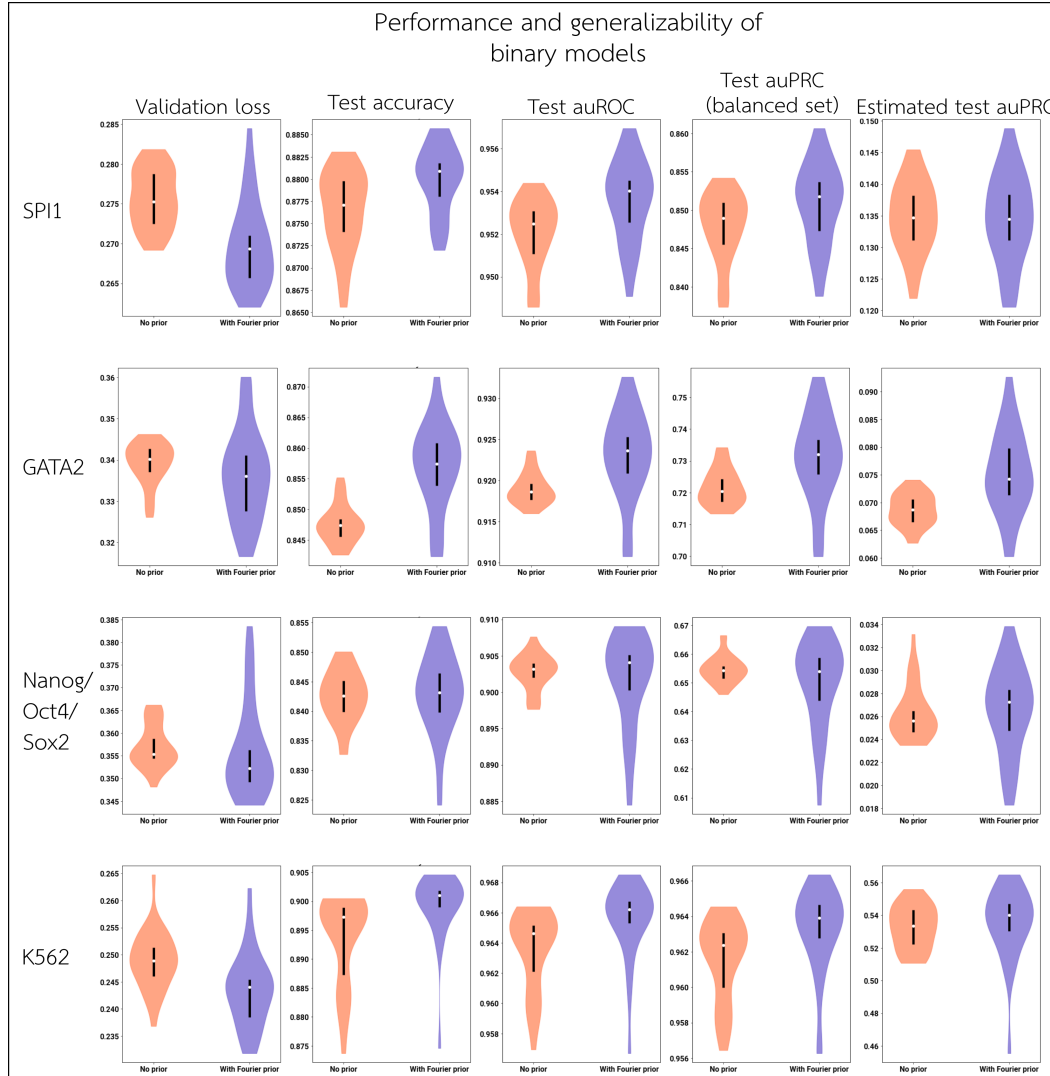 Performance and generalizability of
binary models
Validation loss
Test accuracy
Test auROC
Test auPRC
(balanced set)
Estimated test auPRC
SPI1
0.285
0.280
0.275
0.270
0.265
No prior
With Fourier prior
0.8850
0.8825
0.8800
0.8775
0.8750
0.8725
0.8700
0.8675
0.8650
No prior
With Fourier prior
0.956
0.954
0.952
0.950
No prior
With Fourier prior
0.860
0.855
0.850
0.845
0.840
No prior
With Fourier prior
0.150
0.145
0.140
0.135
0.130
0.125
0.120
No prior
With Fourier prior
GATA2
0.36
0.35
0.34
0.33
0.32
No prior
With Fourier prior
0.870
0.865
0.860
0.855
0.850
0.845
No prior
With Fourier prior
0.930
0.925
0.920
0.915
0.910
No prior
With Fourier prior
0.75
0.74
0.73
0.72
0.71
0.70
No prior
With Fourier prior
0.090
0.085
0.080
0.075
0.070
0.065
0.060
No prior
With Fourier prior
Nanog/
Oct4/
Sox2
0.385
0.380
0.375
0.370
0.365
0.360
0.355
0.350
0.345
No prior
With Fourier prior
0.855
0.850
0.845
0.840
0.835
0.830
0.825
No prior
With Fourier prior
0.910
0.905
0.900
0.895
0.890
0.885
No prior
With Fourier prior
0.67
0.66
0.65
0.64
0.63
0.62
0.61
No prior
With Fourier prior
0.034
0.032
0.030
0.028
0.026
0.024
0.022
0.020
0.018
No prior
With Fourier prior
K562
0.265
0.260
0.255
0.250
0.245
0.240
0.235
No prior
With Fourier prior
0.905
0.900
0.895
0.890
0.885
0.880
0.875
No prior
With Fourier prior
0.968
0.966
0.964
0.962
0.960
0.958
No prior
With Fourier prior
0.966
0.964
0.962
0.960
0.958
0.956
No prior
With Fourier prior
0.56
0.54
0.52
0.50
0.48
0.46
No prior
With Fourier prior